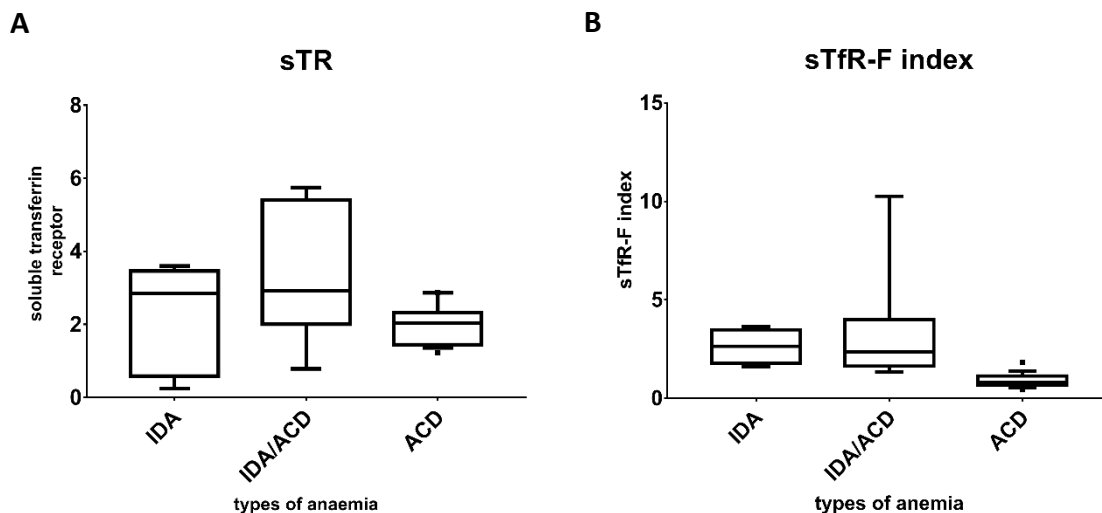 A
sTR
8
6
4
2
0
soluble transferrin
receptor
IDA
IDA/ACD
ACD
types of anaemia
B
sTfR-F index
15
10
5
0
sTfR-F index
IDA
IDA/ACD
ACD
types of anemia